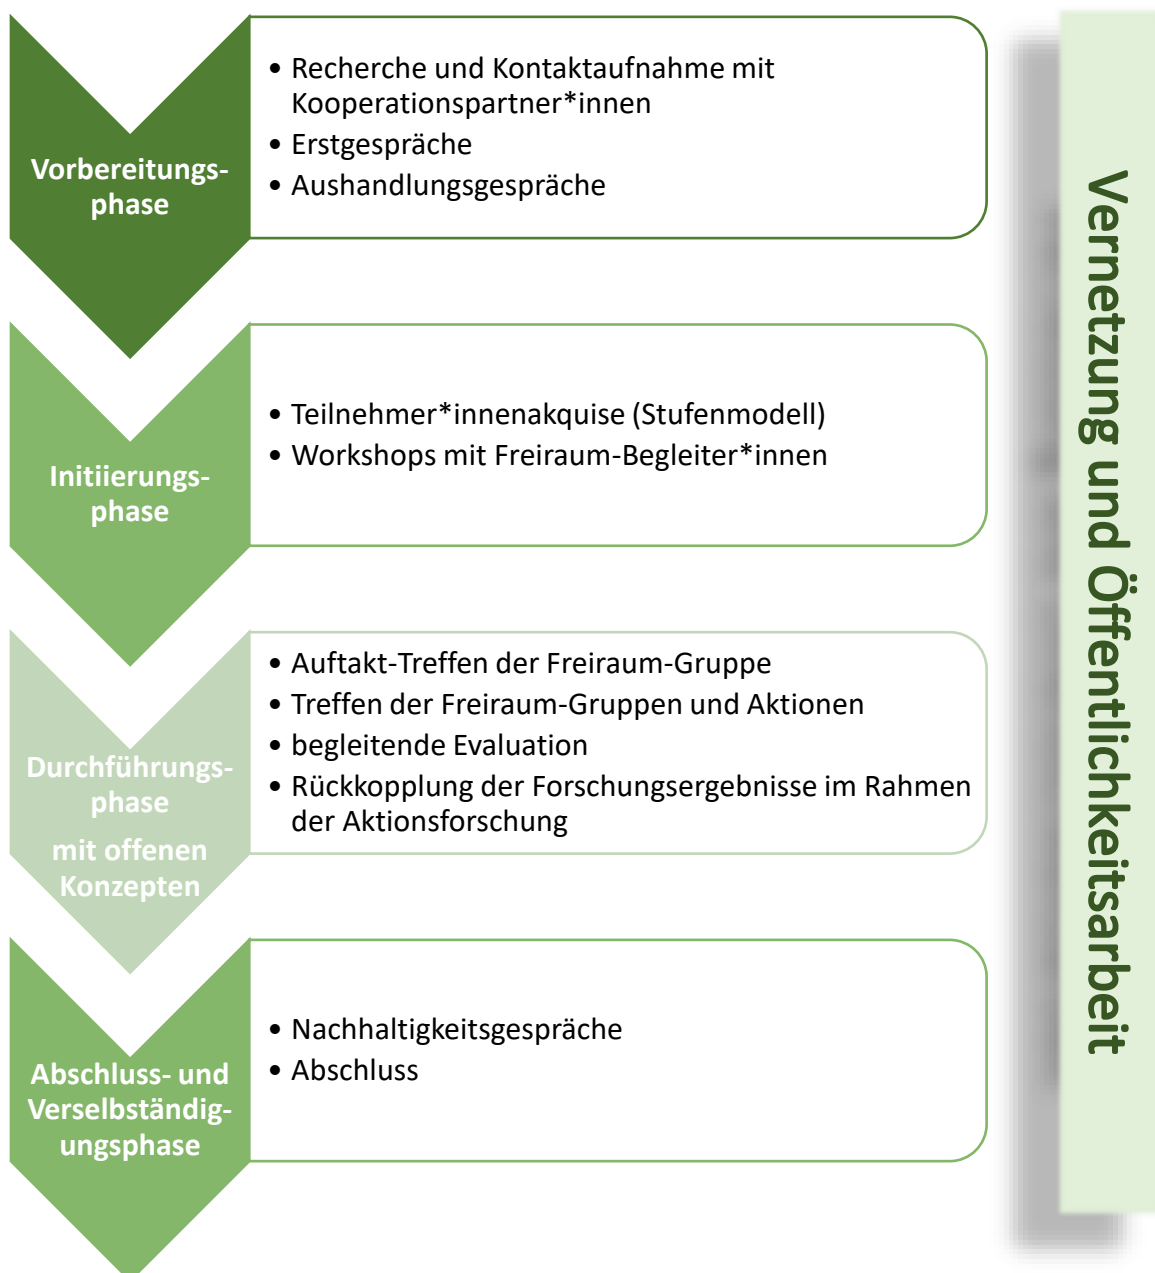 Vorbereitungs-
phase
• Recherche und Kontaktaufnahme mit
Kooperationspartner*innen
• Erstgespräche
• Aushandlungsgespräche
Initiierungs-
phase
• Teilnehmer*innenakquise (Stufenmodell)
• Workshops mit Freiraum-Begleiter*innen
Durchführungs-
phase
mit offenen
Konzepten
• Auftakt-Treffen der Freiraum-Gruppe
• Treffen der Freiraum-Gruppen und Aktionen
• begleitende Evaluation
• Rückkopplung der Forschungsergebnisse im Rahmen
der Aktionsforschung
Abschluss- und
Verselbständig-
ungsphase
• Nachhaltigkeitsgespräche
• Abschluss
Vernetzung und Öffentlichkeitsarbeit